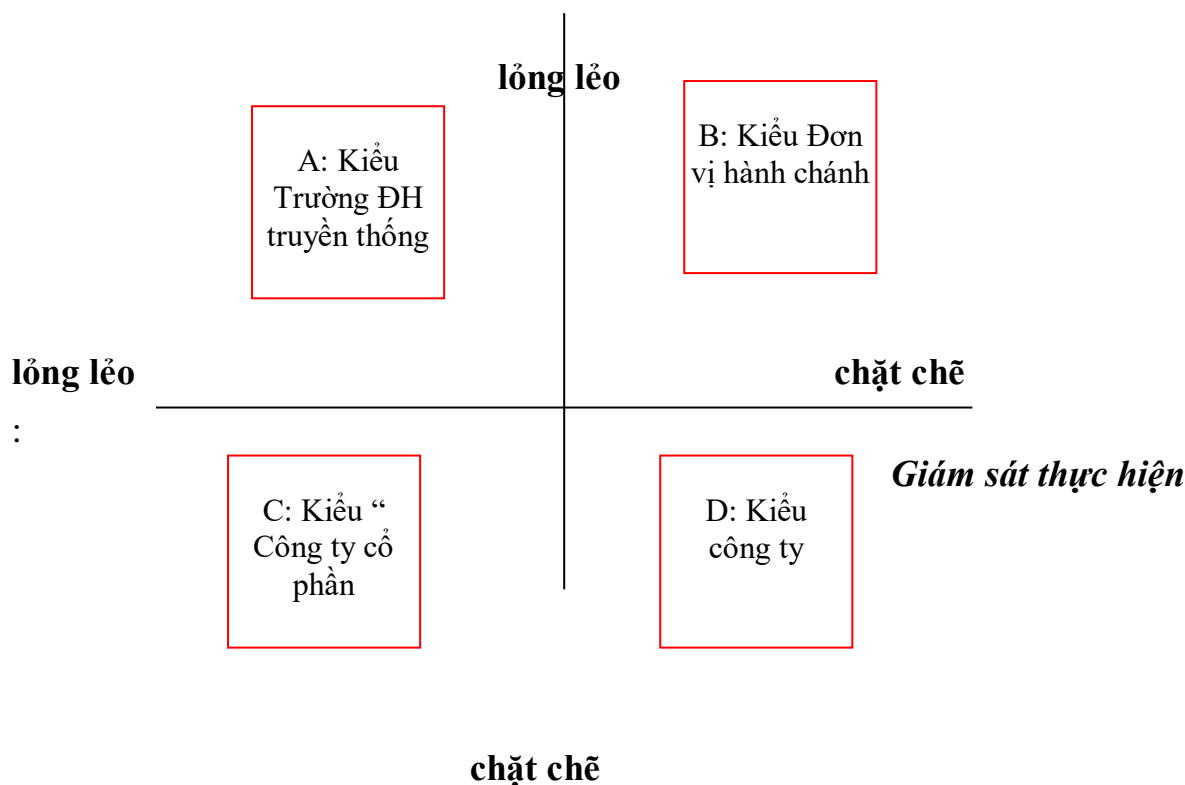 lỏng lẻo
A: Kiểu
Trường ĐH
truyền thống
B: Kiểu Đơn
vị hành chánh
lỏng lẻo
chặt chẽ
:
Giám sát thực hiện
C: Kiểu “
Công ty cổ
phần
D: Kiểu
công ty
chặt chẽ